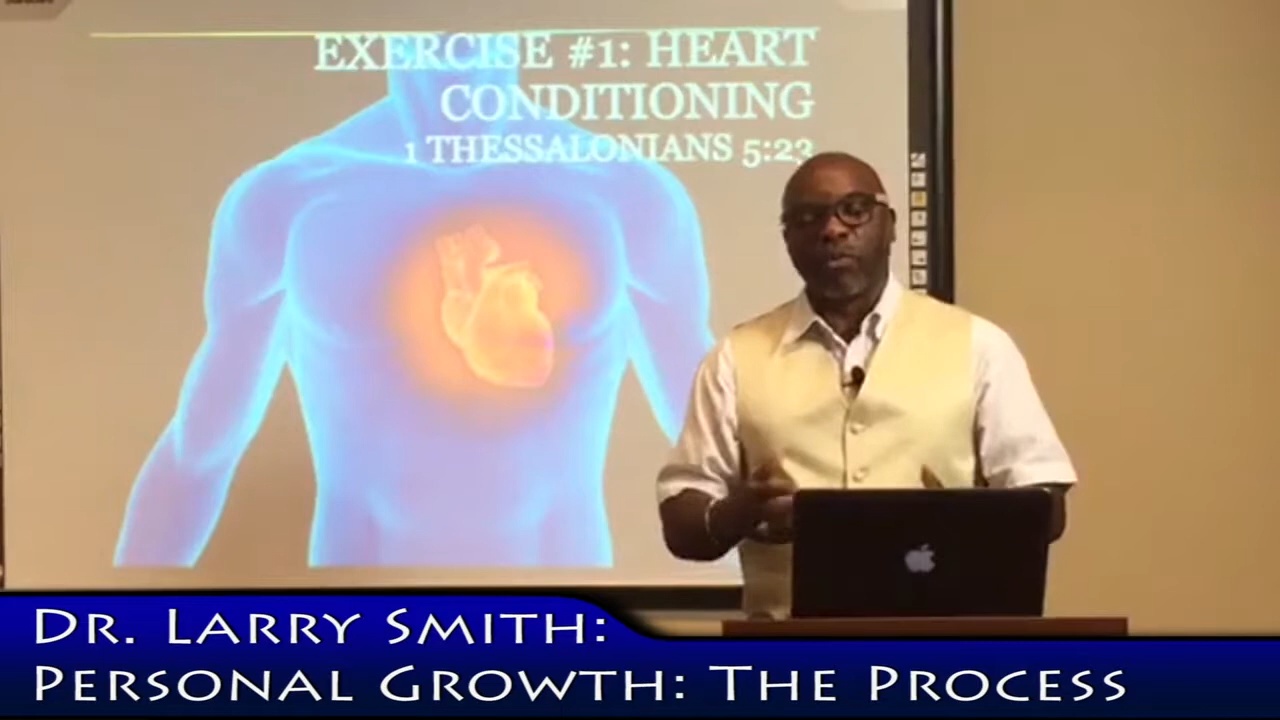 EXERCISE #1: HEART
CONDITIONING
1 THESSALONIANS 5:23
DR. LARRY SMITH:
PERSONAL GROWTH: THE PROCESS